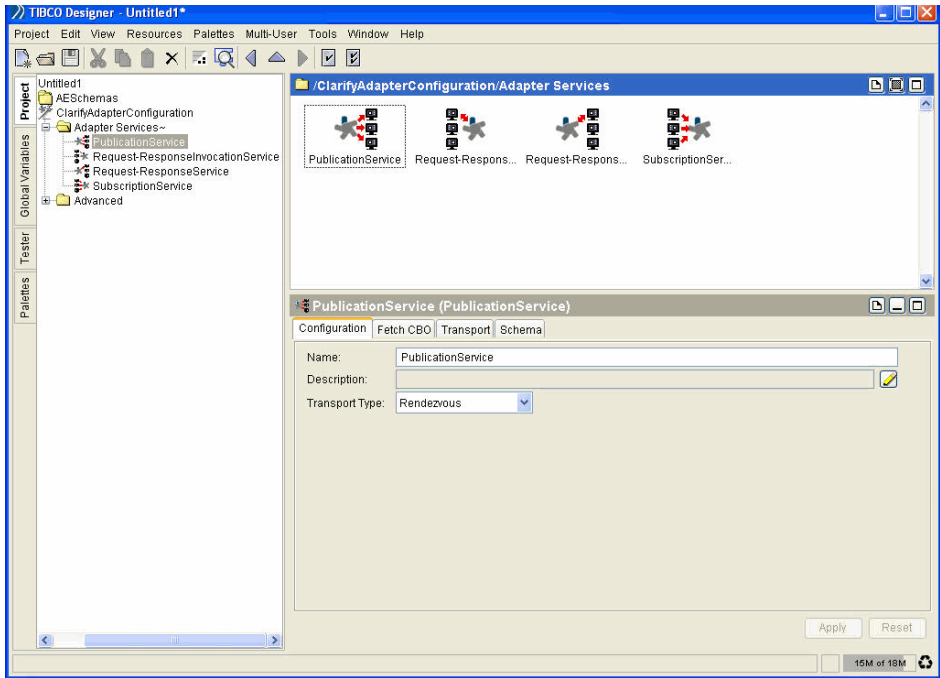 TIBCO Designer - Untitled1*
Project Edit View Resources Palettes Multi-User Tools Window Help
Project
Global Variables
Tester
Palettes
Untitled1
AESchemas
ClarifyAdapterConfiguration
Adapter Services~
PublicationService
Request-ResponseInvocationService
Request-ResponseService
SubscriptionService
Advanced
/ClarifyAdapterConfiguration/Adapter Services
PublicationService Request-Respons... Request-Respons... SubscriptionSer...
PublicationService (PublicationService)
Configuration Fetch CBO Transport Schema
Name: PublicationService
Description:
Transport Type: Rendezvous
Apply Reset
15M of 18M